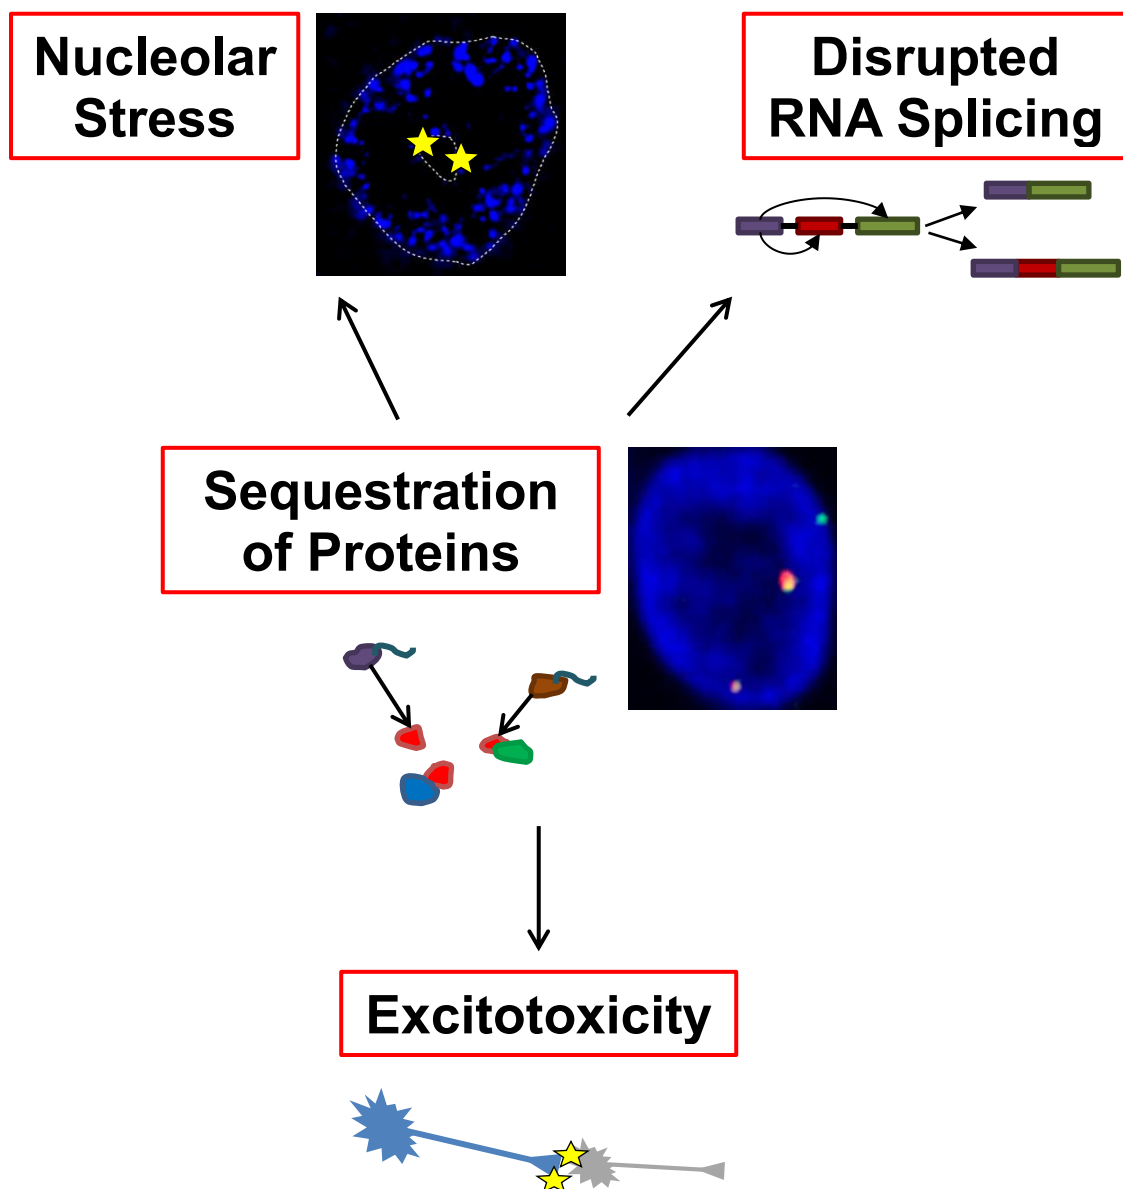 Nucleolar
Stress
Disrupted
RNA Splicing
Sequestration
of Proteins
Excitotoxicity